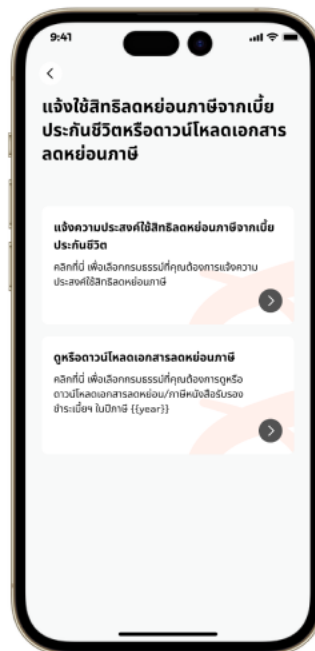 9:41
แจ้งใช้สิทธิลดหย่อนภาษีจากเบี้ย
ประกันชีวิตหรือดาวน์โหลดเอกสาร
ลดหย่อนภาษี
แจ้งความประสงค์ใช้สิทธิลดหย่อนภาษีจากเบี้ย
ประกันชีวิต
คลิกที่นี่ เพื่อเลือกกรมธรรม์ที่คุณต้องการแจ้งความ
ประสงค์ใช้สิทธิลดหย่อนภาษี
ดูหรือดาวน์โหลดเอกสารลดหย่อนภาษี
คลิกที่นี่ เพื่อเลือกกรมธรรม์ที่คุณต้องการดูหรือ
ดาวน์โหลดเอกสารลดหย่อน/ภาษีหนังสือรับรอง
ชำระเบี้ยฯ ในปีภาษี {{year}}